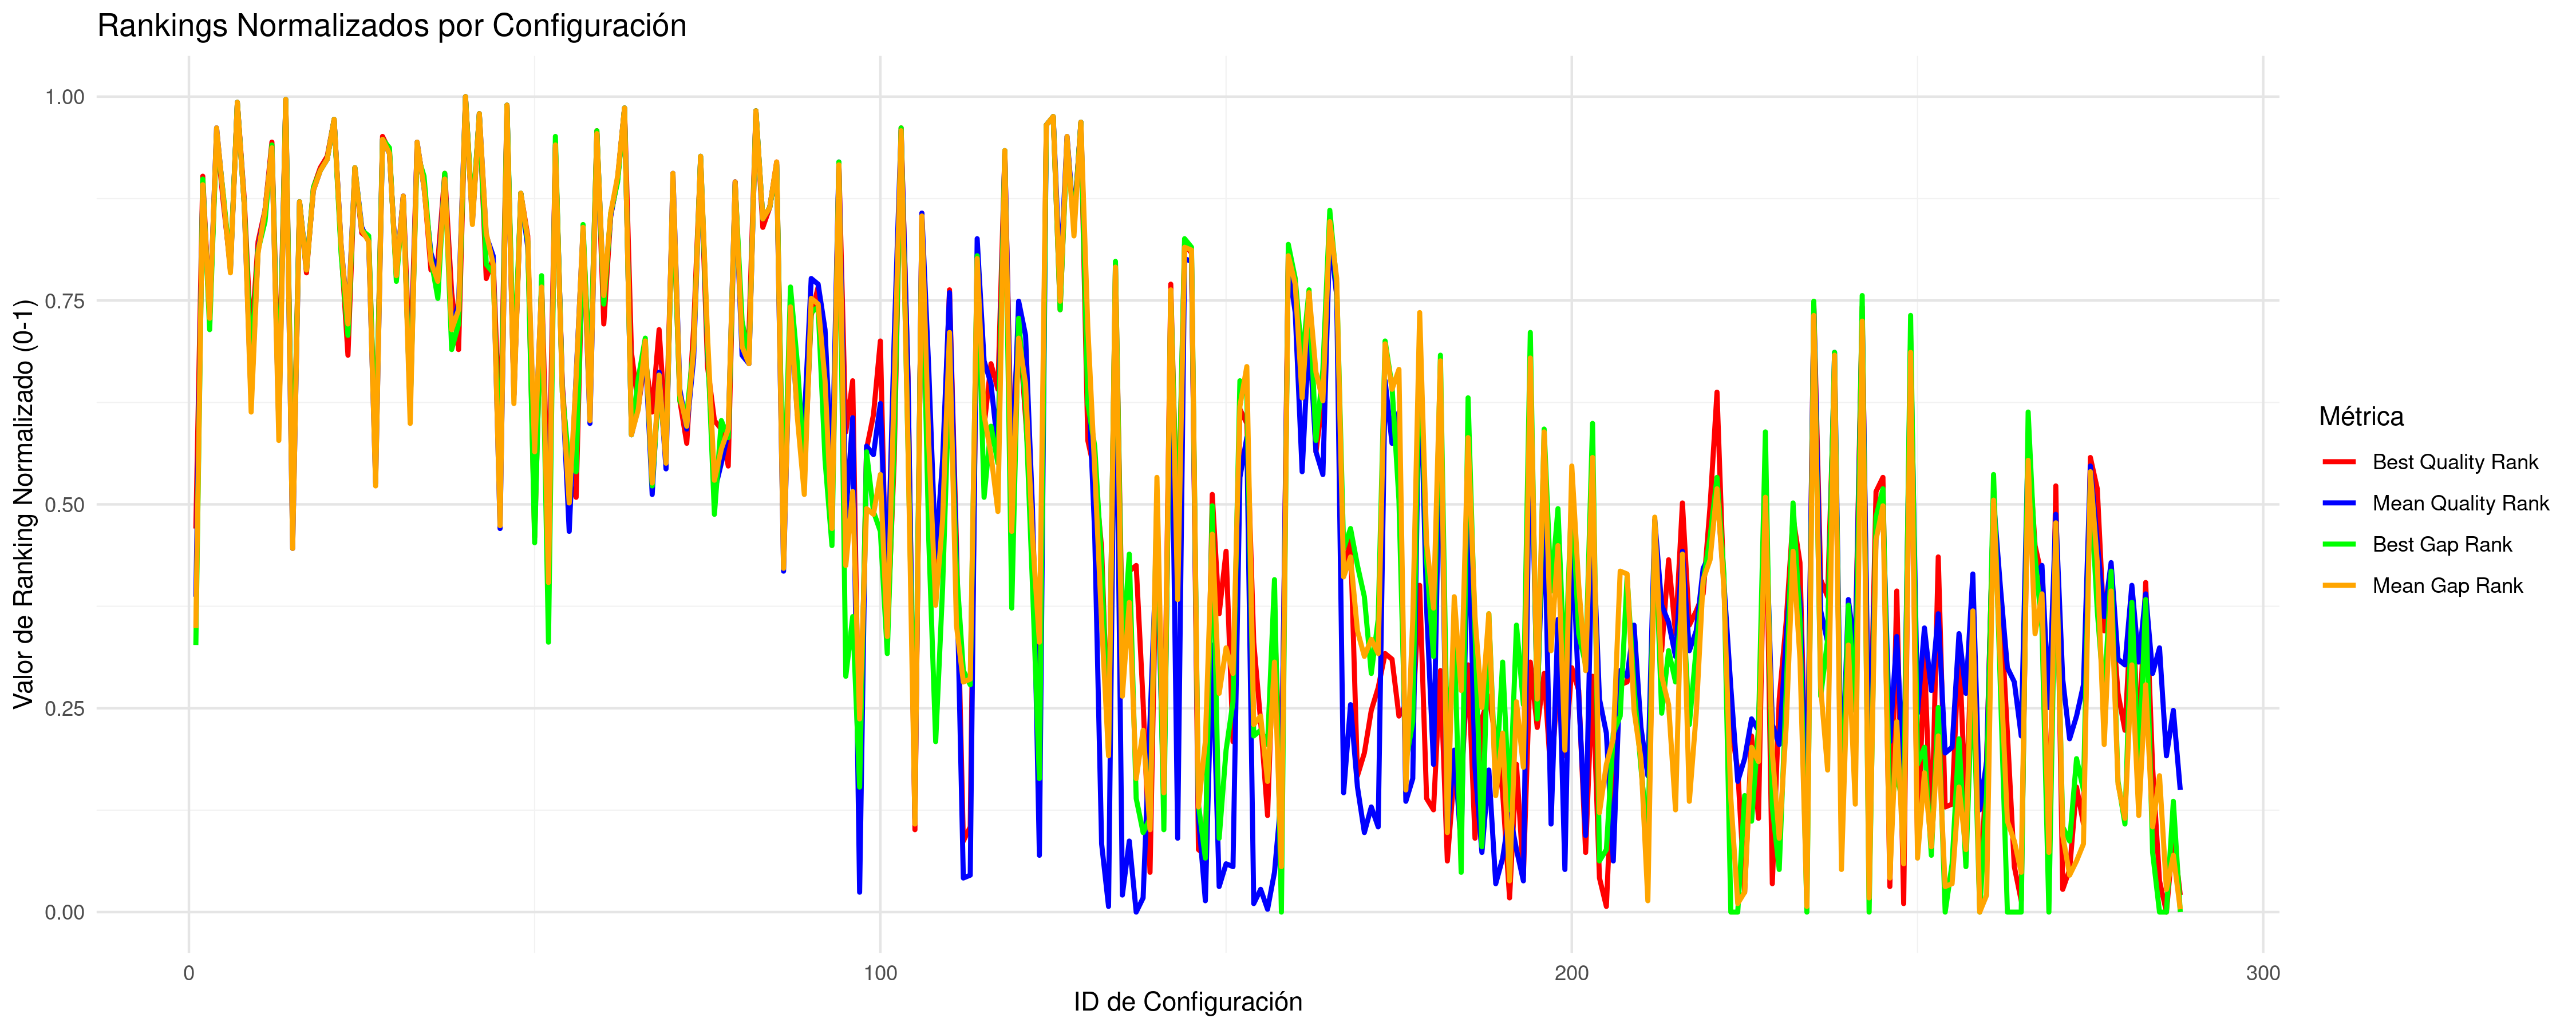 Rankings Normalizados por Configuración
Valor de Ranking Normalizado (0-1)
1.00
0.75
0.50
0.25
0.00
0
100
200
300
ID de Configuración
Métrica
Best Quality Rank
Mean Quality Rank
Best Gap Rank
Mean Gap Rank